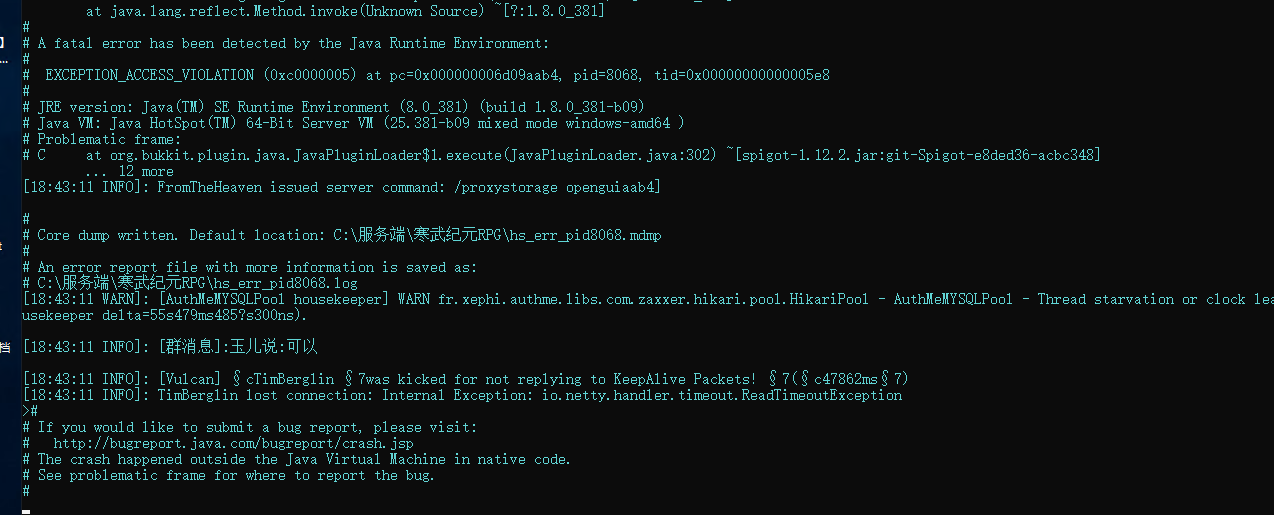 at java.lang.reflect.Method.invoke(Unknown Source) ~[?:1.8.0_381]
#
# A fatal error has been detected by the Java Runtime Environment:
#
#  EXCEPTION_ACCESS_VIOLATION (0xc0000005) at pc=0x000000006d09aab4, pid=8068, tid=0x00000000000005e8
#
# JRE version: Java(TM) SE Runtime Environment (8.0_381) (build 1.8.0_381-b09)
# Java VM: Java HotSpot(TM) 64-Bit Server VM (25.381-b09 mixed mode windows-amd64 )
# Problematic frame:
# C     at org.bukkit.plugin.java.JavaPluginLoader$1.execute(JavaPluginLoader.java:302) ~[spigot-1.12.2.jar:git-Spigot-e8ded36-acbc348]
... 12 more
[18:43:11 INFO]: FromTheHeaven issued server command: /proxystorage openguiaab4]
#
# Core dump written. Default location: C:\服务端\寒武纪元RPG\hs_err_pid8068.mdmp
#
# An error report file with more information is saved as:
# C:\服务端\寒武纪元RPG\hs_err_pid8068.log
[18:43:11 WARN]: [AuthMeMYSQLPool housekeeper] WARN fr.xephi.authme.libs.com.zaxxer.hikari.pool.HikariPool - AuthMeMYSQLPool - Thread starvation or clock lea
usekeeper delta=55s479ms485?s300ns).
[18:43:11 INFO]: [群消息]:玉儿说:可以
[18:43:11 INFO]: [Vulcan] §cTimBerglin §7was kicked for not replying to KeepAlive Packets! §7(§c47862ms§7)
[18:43:11 INFO]: TimBerglin lost connection: Internal Exception: io.netty.handler.timeout.ReadTimeoutException
>#
# If you would like to submit a bug report, please visit:
#   http://bugreport.java.com/bugreport/crash.jsp
# The crash happened outside the Java Virtual Machine in native code.
# See problematic frame for where to report the bug.
#